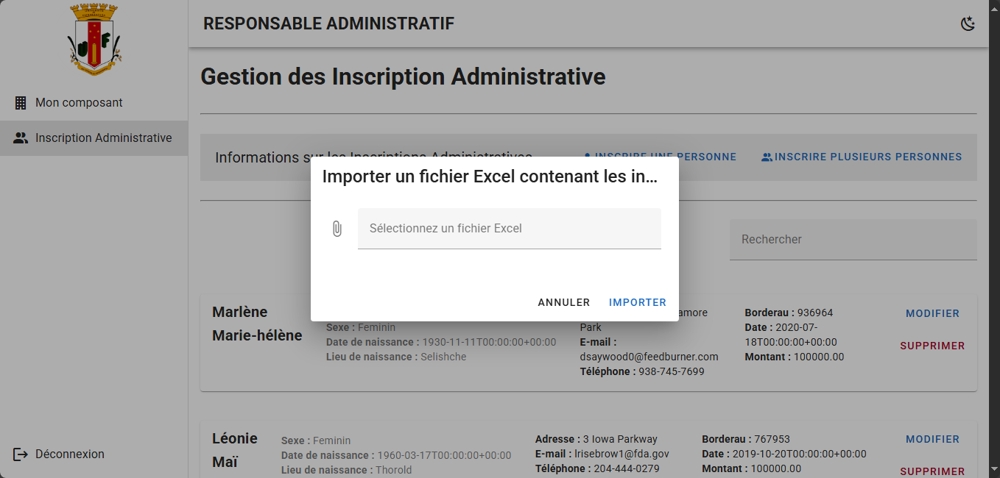 RESPONSABLE ADMINISTRATIF
Mon composant
Inscription Administrative
Déconnexion
Gestion des Inscription Administrative
Informations sur les Inscriptions Administratives
INSCRIRE UNE PERSONNE
INSCRIRE PLUSIEURS PERSONNES
Importer un fichier Excel contenant les in...
Sélectionnez un fichier Excel
ANNULER
IMPORTER
Rechercher
Marlène
Marie-hélène
Sexe : Feminin
Date de naissance : 1930-11-11T00:00:00+00:00
Lieu de naissance : Selishche
amore
Park
E-mail :
dsaywood0@feedburner.com
Téléphone : 938-745-7699
Borderau : 936964
Date : 2020-07-
18T00:00:00+00:00
Montant : 100000.00
MODIFIER
SUPPRIMER
Léonie
Maï
Sexe : Feminin
Date de naissance : 1960-03-17T00:00:00+00:00
Lieu de naissance : Thorold
Adresse : 3 Iowa Parkway
E-mail : lrisebrow1@fda.gov
Téléphone : 204-444-0279
Borderau : 767953
Date : 2019-10-20T00:00:00+00:00
Montant : 100000.00
MODIFIER
SUPPRIMER